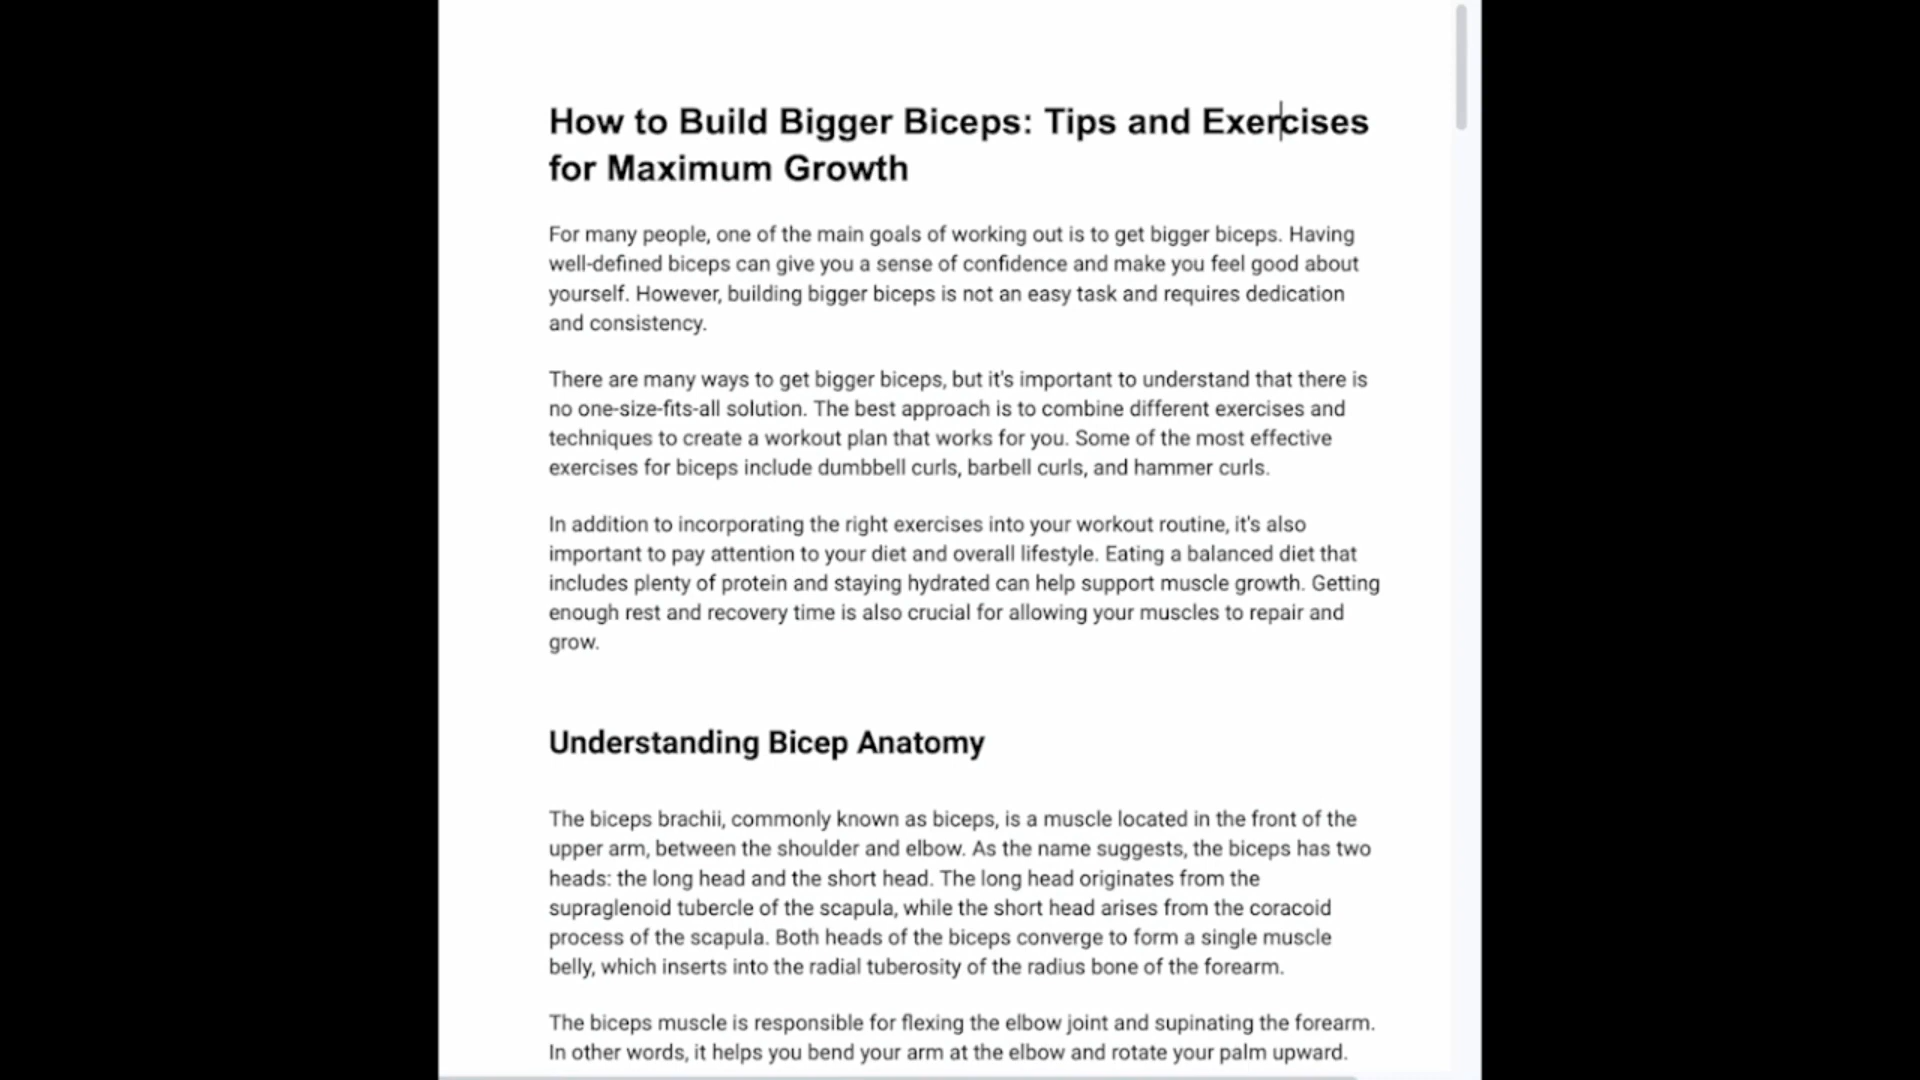 How to Build Bigger Biceps: Tips and Exercises
for Maximum Growth
For many people, one of the main goals of working out is to get bigger biceps. Having
well-defined biceps can give you a sense of confidence and make you feel good about
yourself. However, building bigger biceps is not an easy task and requires dedication
and consistency.
There are many ways to get bigger biceps, but it's important to understand that there is
no one-size-fits-all solution. The best approach is to combine different exercises and
techniques to create a workout plan that works for you. Some of the most effective
exercises for biceps include dumbbell curls, barbell curls, and hammer curls.
In addition to incorporating the right exercises into your workout routine, it's also
important to pay attention to your diet and overall lifestyle. Eating a balanced diet that
includes plenty of protein and staying hydrated can help support muscle growth. Getting
enough rest and recovery time is also crucial for allowing your muscles to repair and
grow.
Understanding Bicep Anatomy
The biceps brachii, commonly known as biceps, is a muscle located in the front of the
upper arm, between the shoulder and elbow. As the name suggests, the biceps has two
heads: the long head and the short head. The long head originates from the
supraglenoid tubercle of the scapula, while the short head arises from the coracoid
process of the scapula. Both heads of the biceps converge to form a single muscle
belly, which inserts into the radial tuberosity of the radius bone of the forearm.
The biceps muscle is responsible for flexing the elbow joint and supinating the forearm.
In other words, it helps you bend your arm at the elbow and rotate your palm upward.